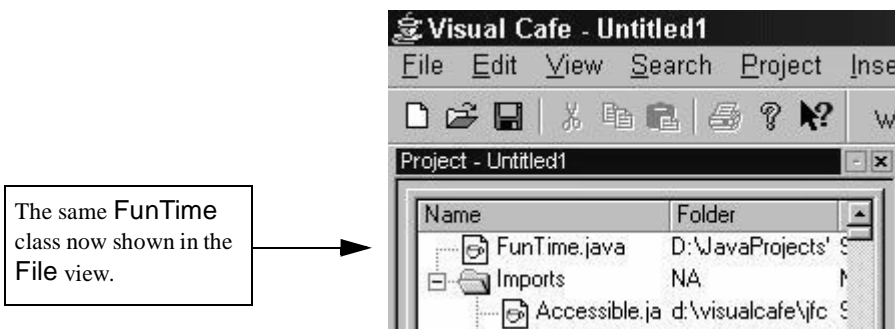 Visual Cafe - Untitled1
File Edit View Search Project Inse
Project - Untitled1
Name Folder
FunTime.java D:\JavaProjects'
Imports NA
Accessible.ja d:\visualcafe\jfc
The same FunTime
class now shown in the
File view.